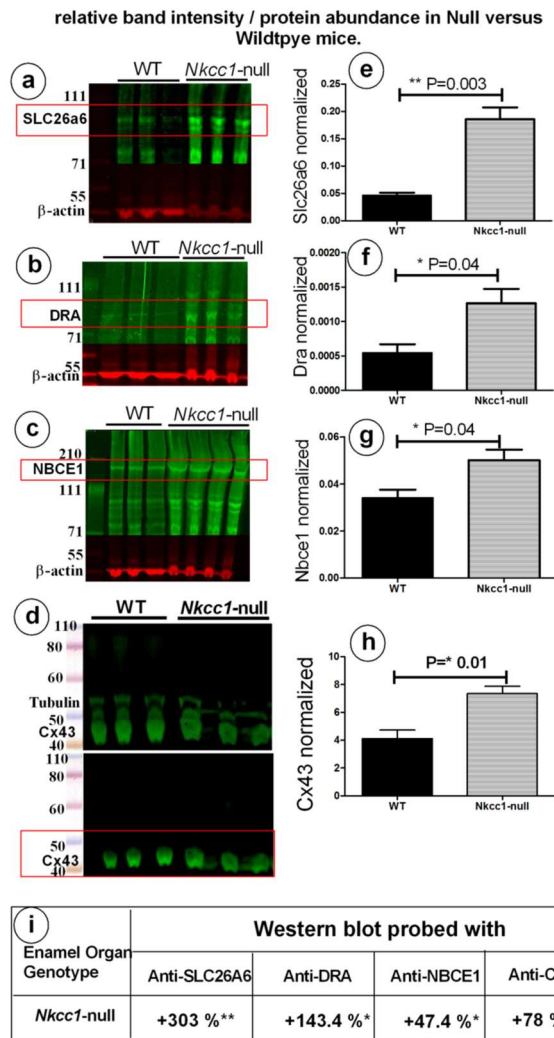 relative band intensity / protein abundance in Null versus
Wildtpye mice.
a
WT
Nkcc1-null
111
SLC26a6
71
55
β-actin
e
** P=0.003
Slc26a6 normalized
0.20
0.15
0.10
0.05
0.00
WT
Nkcc1-null
b
WT
Nkcc1-null
111
DRA
71
55
β-actin
f
* P=0.04
Dra normalized
0.0020
0.0015
0.0010
0.0005
0.0000
WT
Nkcc1-null
c
WT
Nkcc1-null
210
NBCE1
111
71
55
β-actin
g
* P=0.04
Nbce1 normalized
0.06
0.04
0.02
0.00
WT
Nkcc1-null
d
WT
Nkcc1-null
110
80
60
Tubulin
50
Cx43
40
110
80
60
50
Cx43
40
h
P=* 0.01
Cx43 normalized
10
8
6
4
2
0
WT
Nkcc1-null
i
Enamel Organ
Genotype
Western blot probed with
Anti-SLC26A6
Anti-DRA
Anti-NBCE1
Nkcc1-null
+303 %**
+143.4 %*
+47.4 %*
+78 %